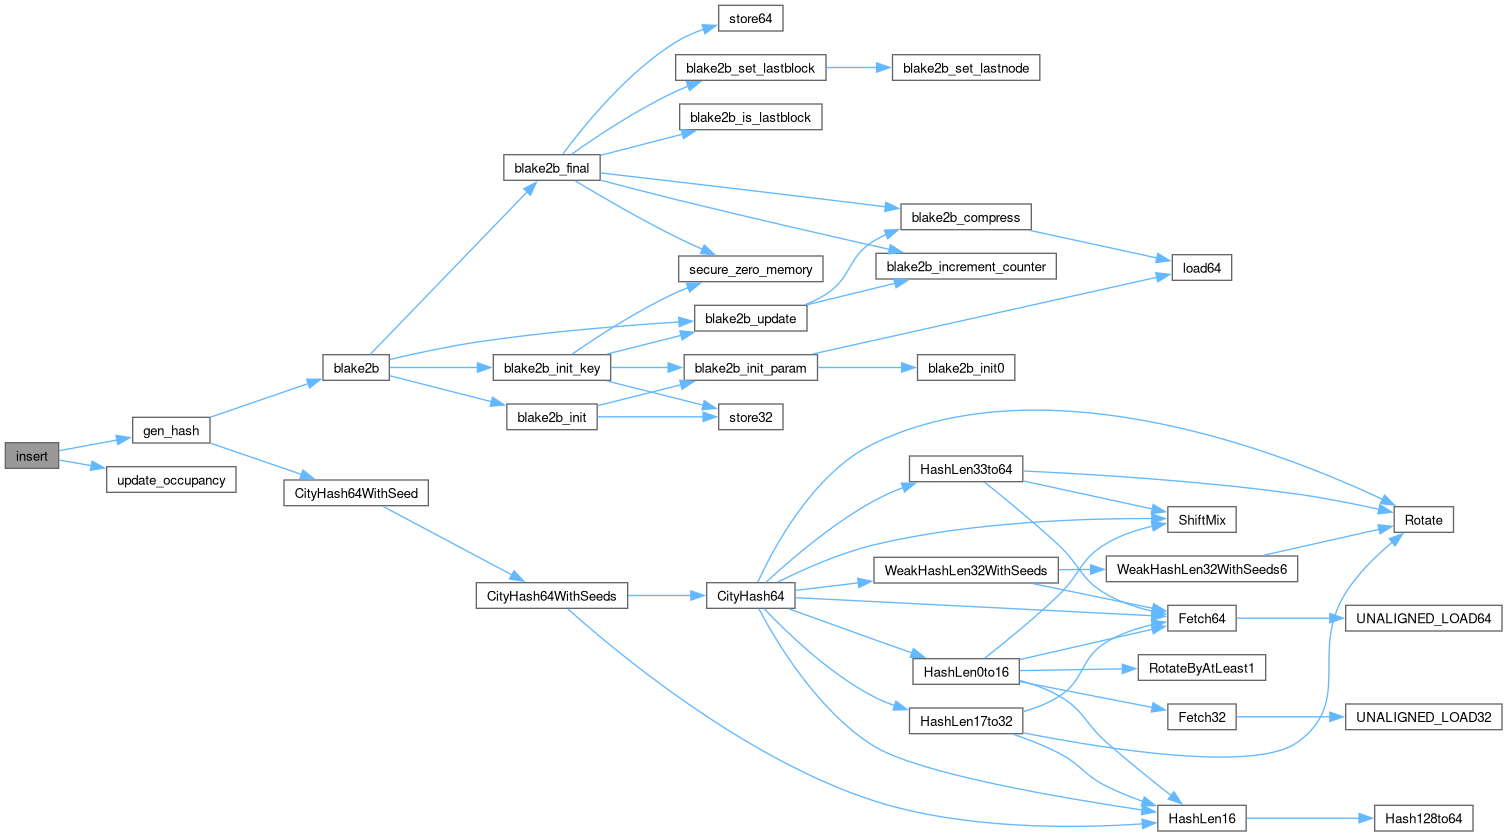 store64
blake2b_set_lastblock
blake2b_set_lastnode
blake2b_is_lastblock
blake2b_final
blake2b_compress
secure_zero_memory
blake2b_increment_counter
load64
blake2b_update
blake2b
blake2b_init_key
blake2b_init_param
blake2b_init0
blake2b_init
store32
gen_hash
insert
update_occupancy
CityHash64WithSeed
HashLen33to64
ShiftMix
Rotate
WeakHashLen32WithSeeds
WeakHashLen32WithSeeds6
CityHash64WithSeeds
CityHash64
Fetch64
UNALIGNED_LOAD64
HashLen0to16
RotateByAtLeast1
HashLen17to32
Fetch32
UNALIGNED_LOAD32
HashLen16
Hash128to64